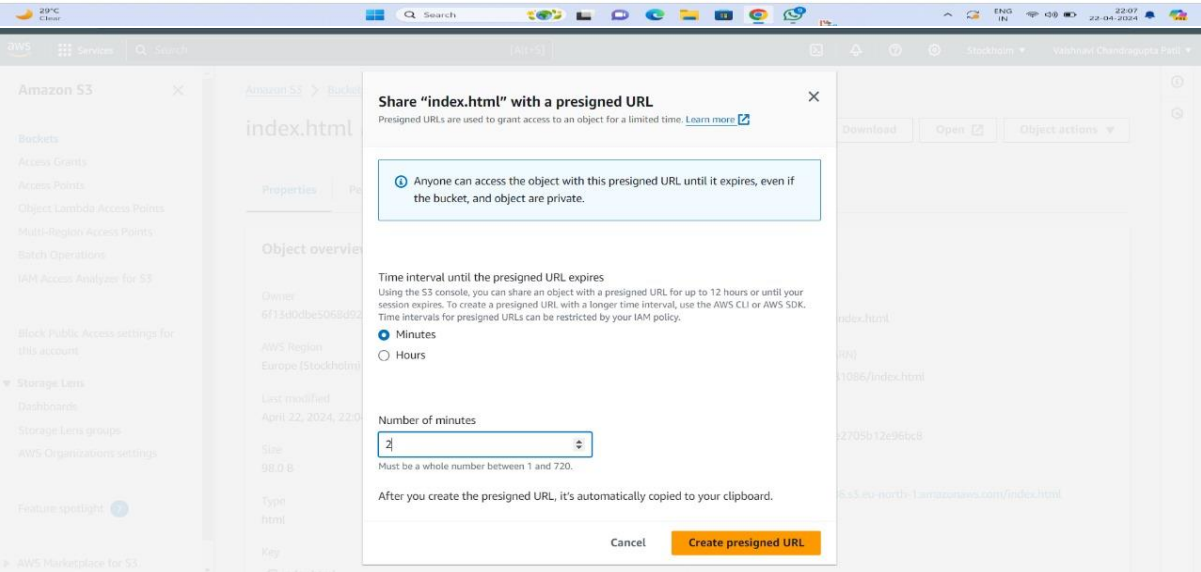 29°C
Clear
Search
ENG
IN
22:07
22-04-2024
aws
Services
Search
[Alt+S]
Stockholm ▼
vaishnavi Chandragupta Patil ▼
Amazon S3
Buckets
Access Grants
Access Points
Object Lambda Access Points
Multi-Region Access Points
Batch Operations
IAM Access Analyzer for S3
Block Public Access settings for
this account
Storage Lens
Dashboards
Storage Lens groups
AWS Organizations settings
Feature spotlight 7
AWS Marketplace for S3
Amazon S3 >
index.html
Download
Open
Object actions ▼
Properties
Object overview
Owner
AWS Region
Europe (Stockholm)
Last modified
April 22, 2024, 22:0
Size
98.0 B
Type
html
Key
index.html
/index.html
.s3.eu-north-1.amazonaws.com/index.html
Share “index.html” with a presigned URL
Presigned URLs are used to grant access to an object for a limited time. Learn more
Anyone can access the object with this presigned URL until it expires, even if
the bucket, and object are private.
Time interval until the presigned URL expires
Using the S3 console, you can share an object with a presigned URL for up to 12 hours or until your
session expires. To create a presigned URL with a longer time interval, use the AWS CLI or AWS SDK.
Time intervals for presigned URLs can be restricted by your IAM policy.
Minutes
Hours
Number of minutes
2
Must be a whole number between 1 and 720.
After you create the presigned URL, it's automatically copied to your clipboard.
Cancel
Create presigned URL